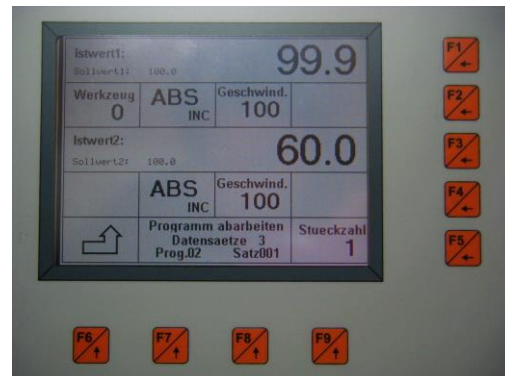 Istwert1: 99.9
Sollwert1: 100.0
Werkzeug 0 ABS INC Geschwind. 100
Istwert2: 60.0
Sollwert2: 100.0
ABS INC Geschwind. 100
Programm abarbeiten
Datensaetze 3
Prog.02 Satz001
Stueckzahl
1
F1
F2
F3
F4
F5
F6
F7
F8
F9